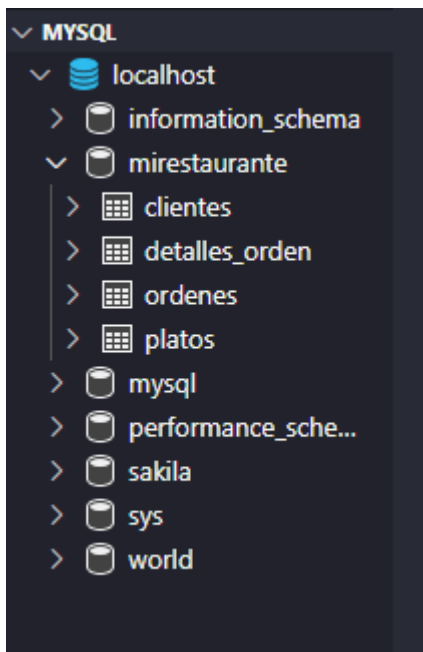 MYSQL
localhost
information_schema
mirestaurante
clientes
detalles_orden
ordenes
platos
mysql
performance_sche...
sakila
sys
world